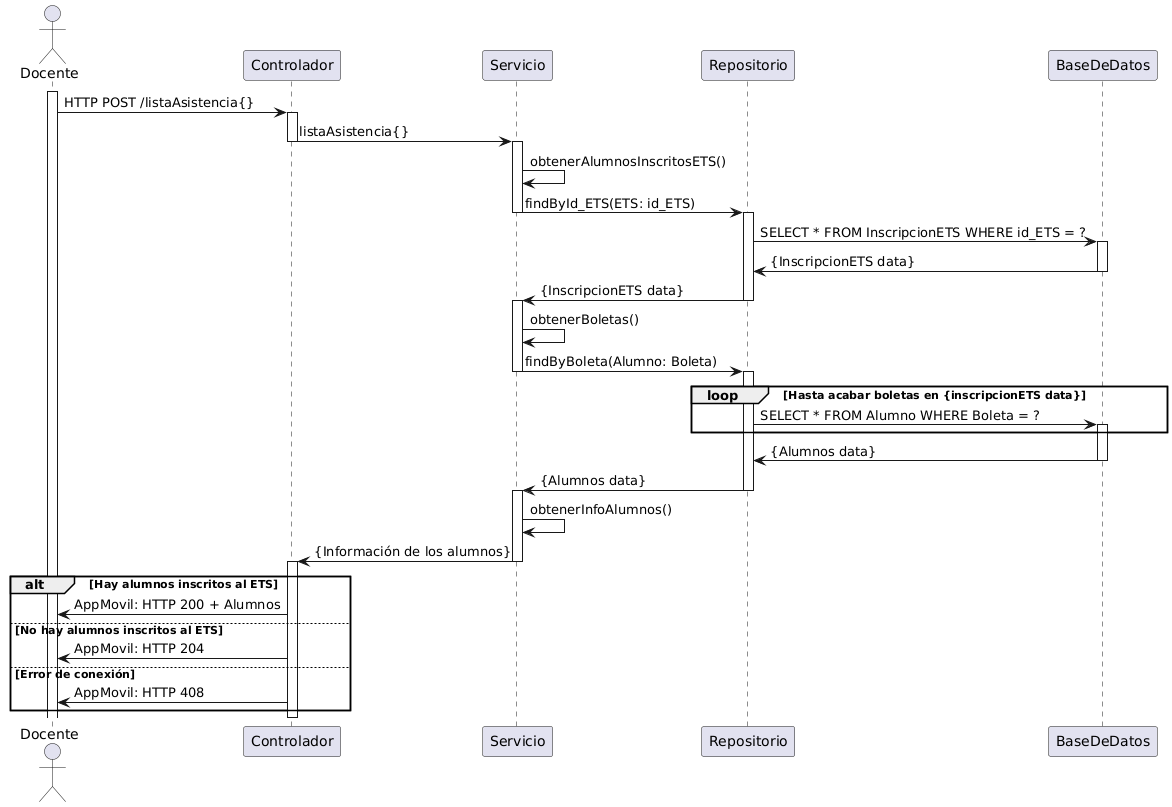 Docente
Controlador
Servicio
Repositorio
BaseDeDatos
HTTP POST /listaAsistencia{}
listaAsistencia{}
obtenerAlumnosInscritosETS()
findById_ETS(ETS: id_ETS)
SELECT * FROM InscripcionETS WHERE id_ETS = ?
{InscripcionETS data}
{InscripcionETS data}
obtenerBoletas()
findByBoleta(Alumno: Boleta)
loop
[Hasta acabar boletas en {inscripcionETS data}]
SELECT * FROM Alumno WHERE Boleta = ?
{Alumnos data}
{Alumnos data}
obtenerInfoAlumnos()
{Información de los alumnos}
alt
[Hay alumnos inscritos al ETS]
AppMovil: HTTP 200 + Alumnos
[No hay alumnos inscritos al ETS]
AppMovil: HTTP 204
[Error de conexión]
AppMovil: HTTP 408
Docente
Controlador
Servicio
Repositorio
BaseDeDatos